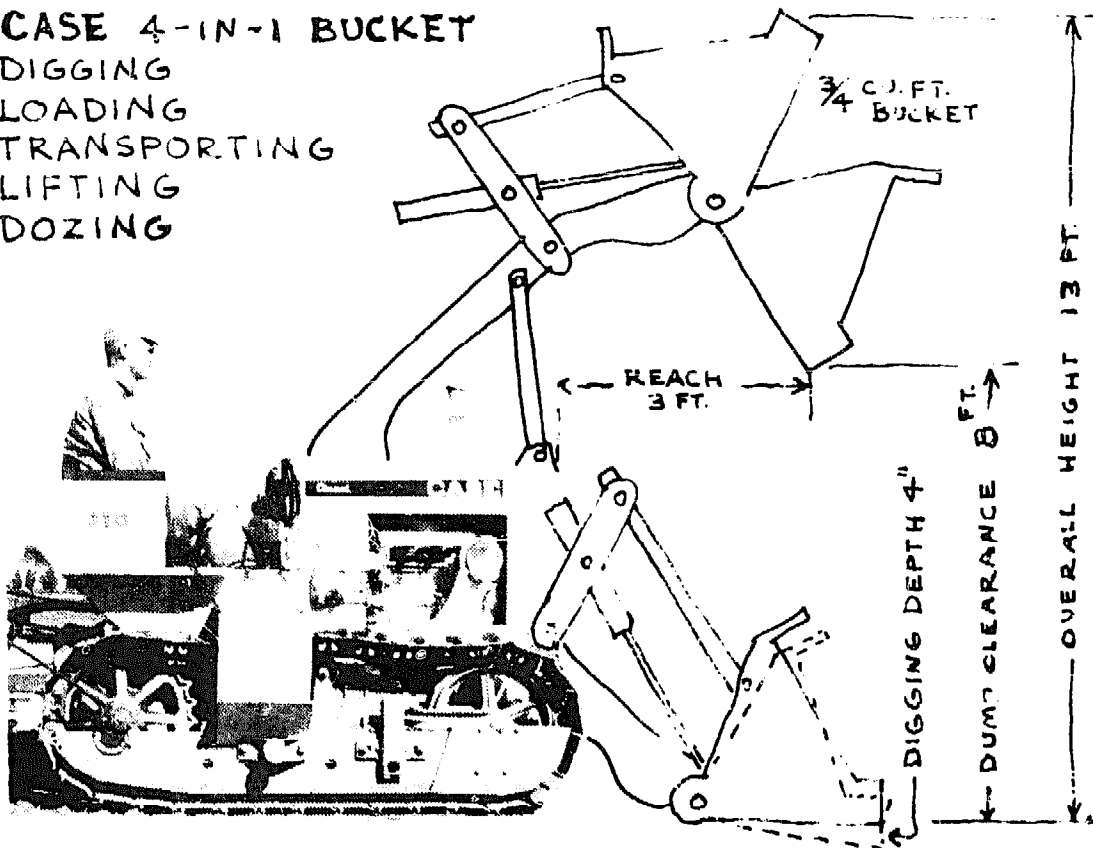 CASE 4-IN-1 BUCKET
DIGGING
LOADING
TRANSPORTING
LIFTING
DOZING
3/4 CU. FT.
BUCKET
REACH
3 FT.
DIGGING DEPTH 4"
DUMP CLEARANCE 8 FT.
OVERALL HEIGHT 13 FT.
310